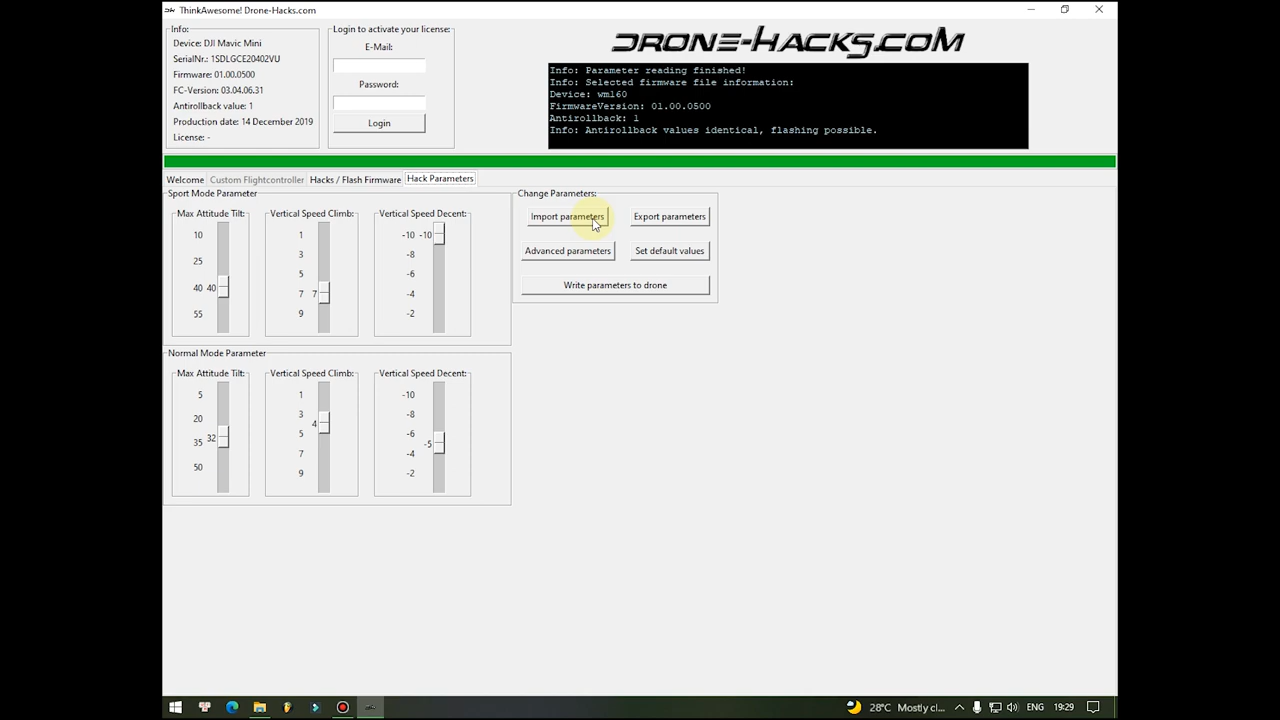 ThinkAwesome! Drone-Hacks.com
Info:
Device: DJI Mavic Mini
SerialNr.: 1SDLGCE20402VU
Firmware: 01.00.0500
FC-Version: 03.04.06.31
Antirollback value: 1
Production date: 14 December 2019
License: -
Login to activate your license:
E-Mail:
Password:
Login
DRONE-HACKS.COM
Info: Parameter reading finished!
Info: Selected firmware file information:
Device: wm160
FirmwareVersion: 01.00.0500
Antirollback: 1
Info: Antirollback values identical, flashing possible.
Welcome Custom Flightcontroller Hacks / Flash Firmware Hack Parameters
Sport Mode Parameter
Max Attitude Tilt: Vertical Speed Climb: Vertical Speed Decent:
10 1 -10 -10
25 3 -8
5 -6
40 40 7 7 -4
55 9 -2
Normal Mode Parameter
Max Attitude Tilt: Vertical Speed Climb: Vertical Speed Decent:
5 1 -10
20 3 4 -8
5 -6
35 32 7 -5 -4
50 9 -2
Change Parameters:
Import parameters Export parameters
Advanced parameters Set default values
Write parameters to drone
28°C Mostly cl... ENG 19:29